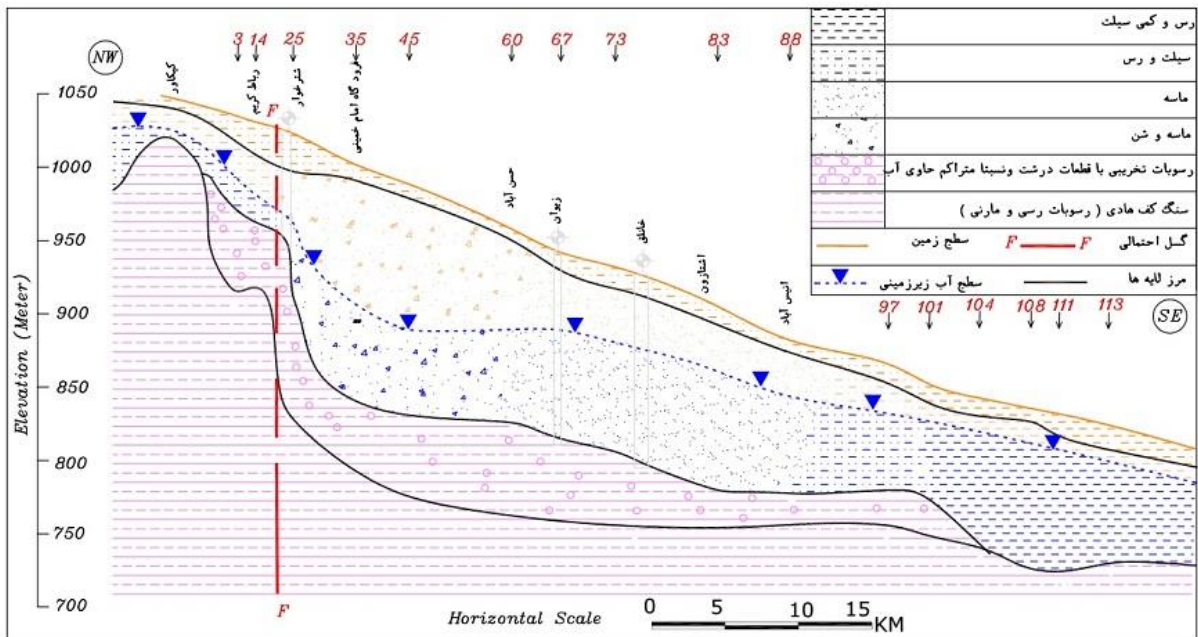 3 14 25 35 45 60 67 73 83 88
NW
کیکاور
رباط کریم
شترخوار
فرودگاه امام خمینی
حسن آباد
زیوان
خانلق
اشتازون
انیس آباد
رس و کمی سیلت
سیلت و رس
ماسه
ماسه و شن
رسوبات تخریبی با قطعات درشت ونسبتا متراکم حاوی آب
سنگ کف هادی ( رسوبات رسی و مارنی )
سطح زمین
F F گسل احتمالی
سطح آب زیرزمینی
مرز لایه ها
97 101 104 108 111 113
SE
Elevation (Meter)
1050
1000
950
900
850
800
750
700
F
F
Horizontal Scale
0 5 10 15
KM